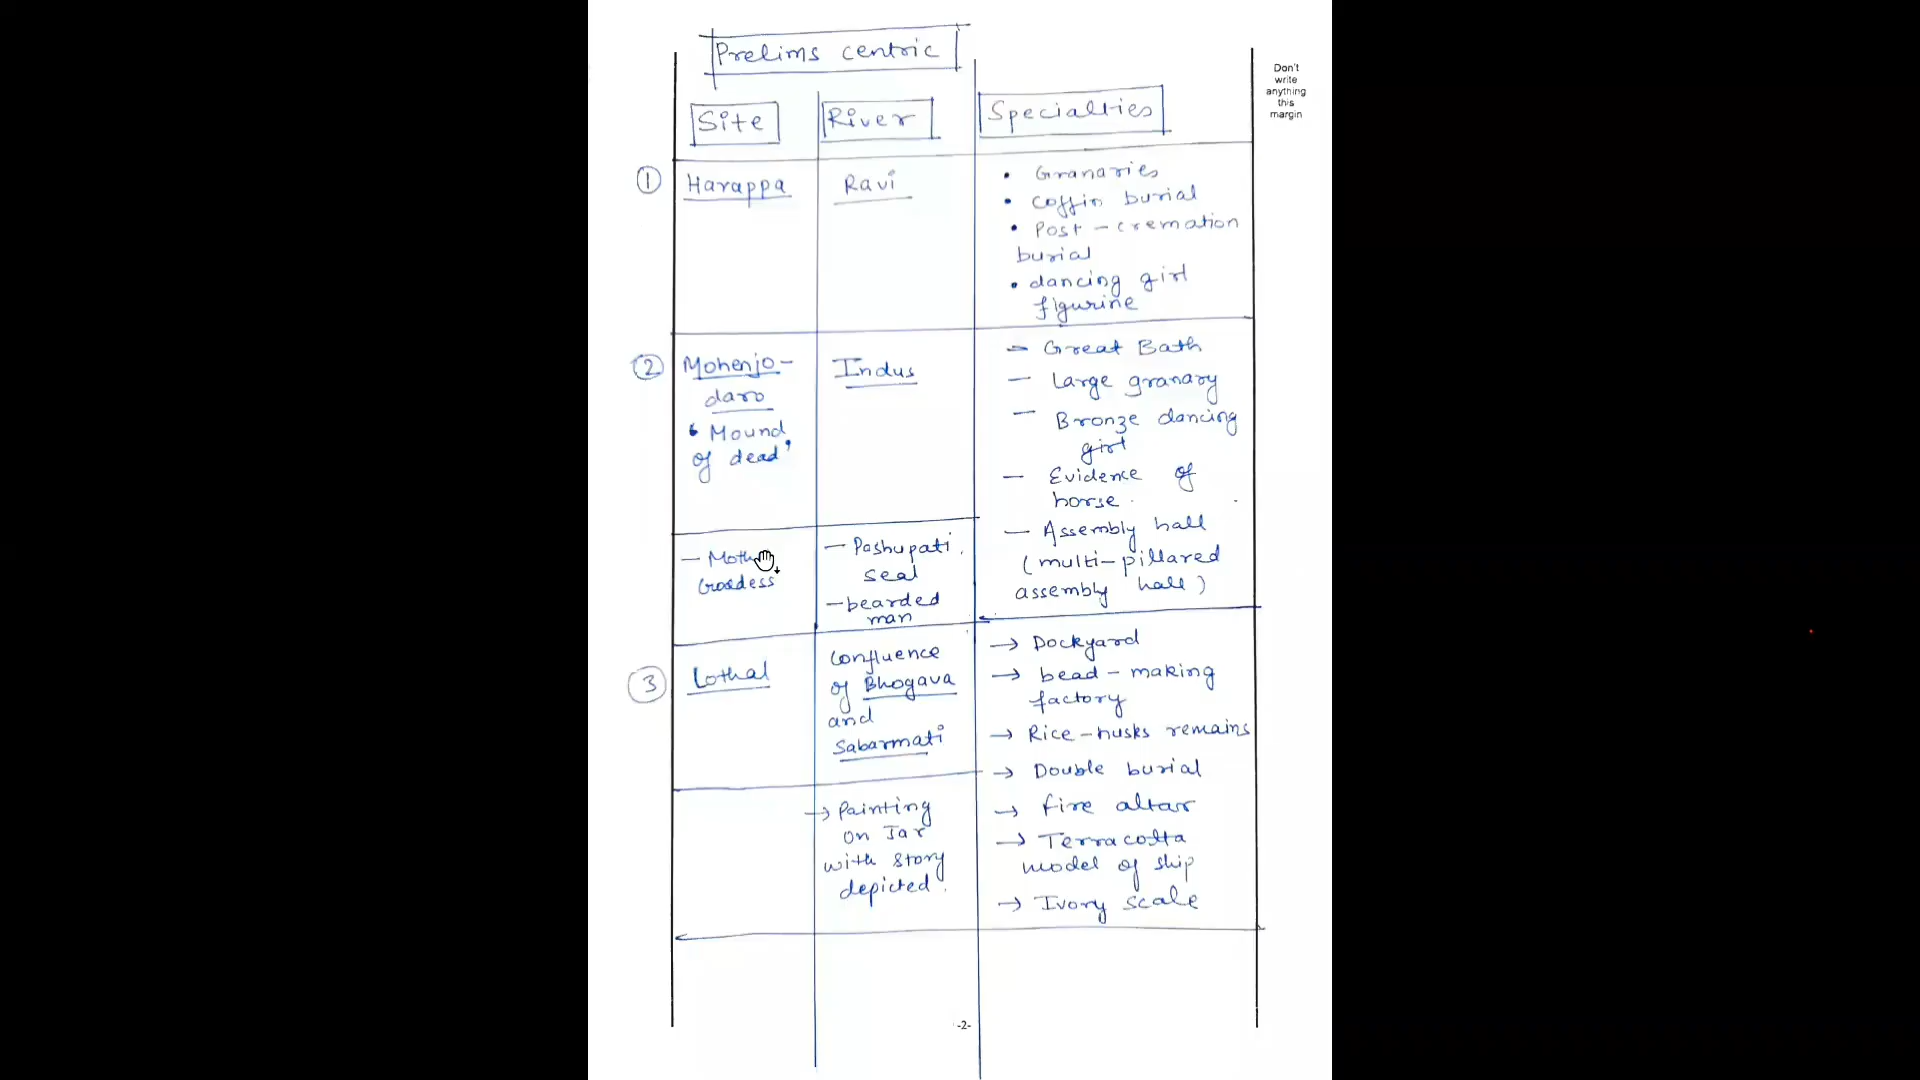 Prelims centric
Don't
write
anything
this
margin
Site
River
Specialties
① Harappa
Ravi
• Granaries
• coffin burial
• Post-cremation
burial
• dancing girl
figurine
② Mohenjo-
daro
'Mound
of dead'
Indus
- Great Bath
- Large granary
- Bronze dancing
girl
- Evidence of
horse.
- Assembly hall
(multi-pillared
assembly hall)
- Goddess
- Pashupati
seal
- bearded
man
③ Lothal
Confluence
of Bhogava
and
Sabarmati
→ Painting
on Jar
with story
depicted.
→ Dockyard
→ bead-making
factory
→ Rice-husks remains
→ Double burial
→ fire altar
→ Terracotta
model of ship
→ Ivory scale
-2-